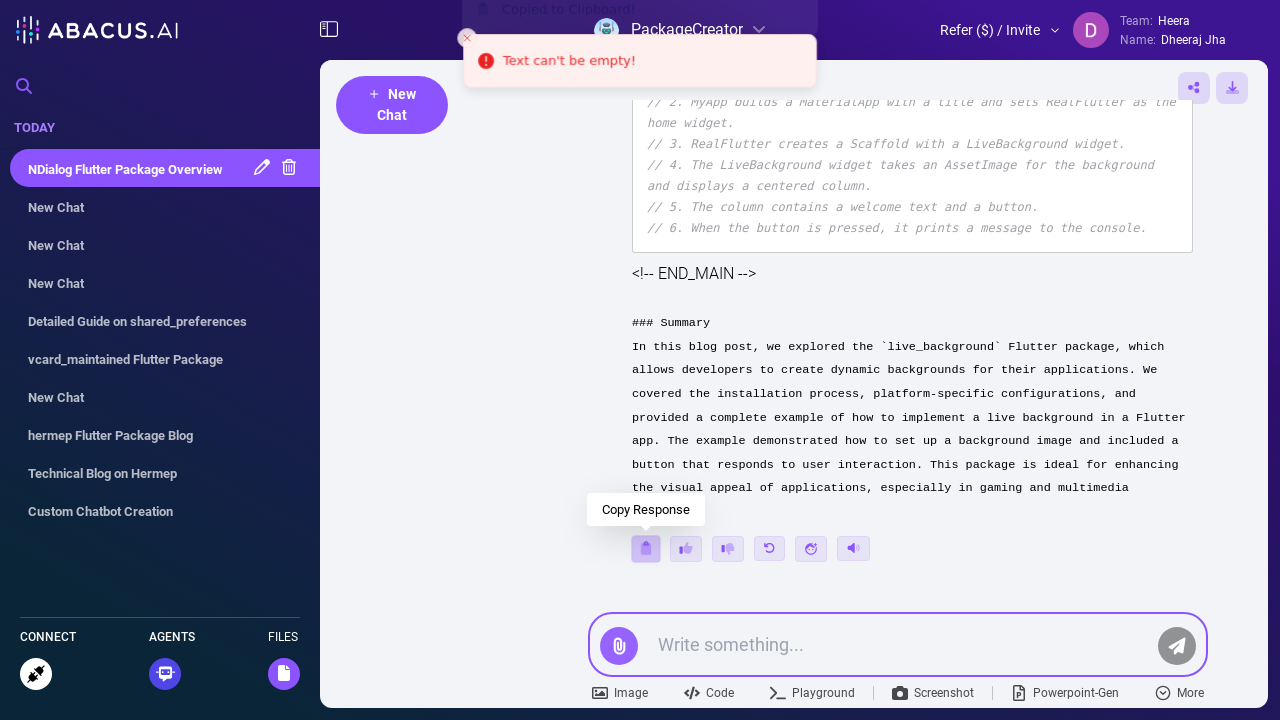 ABACUS.AI
Copied to Clipboard!
PackageCreator
Refer ($) / Invite
D
Team: Heera
Name: Dheeraj Jha
Text can't be empty!
+ New
Chat
TODAY
NDialog Flutter Package Overview
New Chat
New Chat
New Chat
Detailed Guide on shared_preferences
vcard_maintained Flutter Package
New Chat
hermep Flutter Package Blog
Technical Blog on Hermep
Custom Chatbot Creation
CONNECT
AGENTS
FILES
// 2. MyApp builds a MaterialApp with a title and sets RealFlutter as the
home widget.
// 3. RealFlutter creates a Scaffold with a LiveBackground widget.
// 4. The LiveBackground widget takes an AssetImage for the background
and displays a centered column.
// 5. The column contains a welcome text and a button.
// 6. When the button is pressed, it prints a message to the console.
<!-- END_MAIN -->
### Summary
In this blog post, we explored the `live_background` Flutter package, which
allows developers to create dynamic backgrounds for their applications. We
covered the installation process, platform-specific configurations, and
provided a complete example of how to implement a live background in a Flutter
app. The example demonstrated how to set up a background image and included a
button that responds to user interaction. This package is ideal for enhancing
the visual appeal of applications, especially in gaming and multimedia
Copy Response
Write something...
Image
Code
Playground
Screenshot
Powerpoint-Gen
More